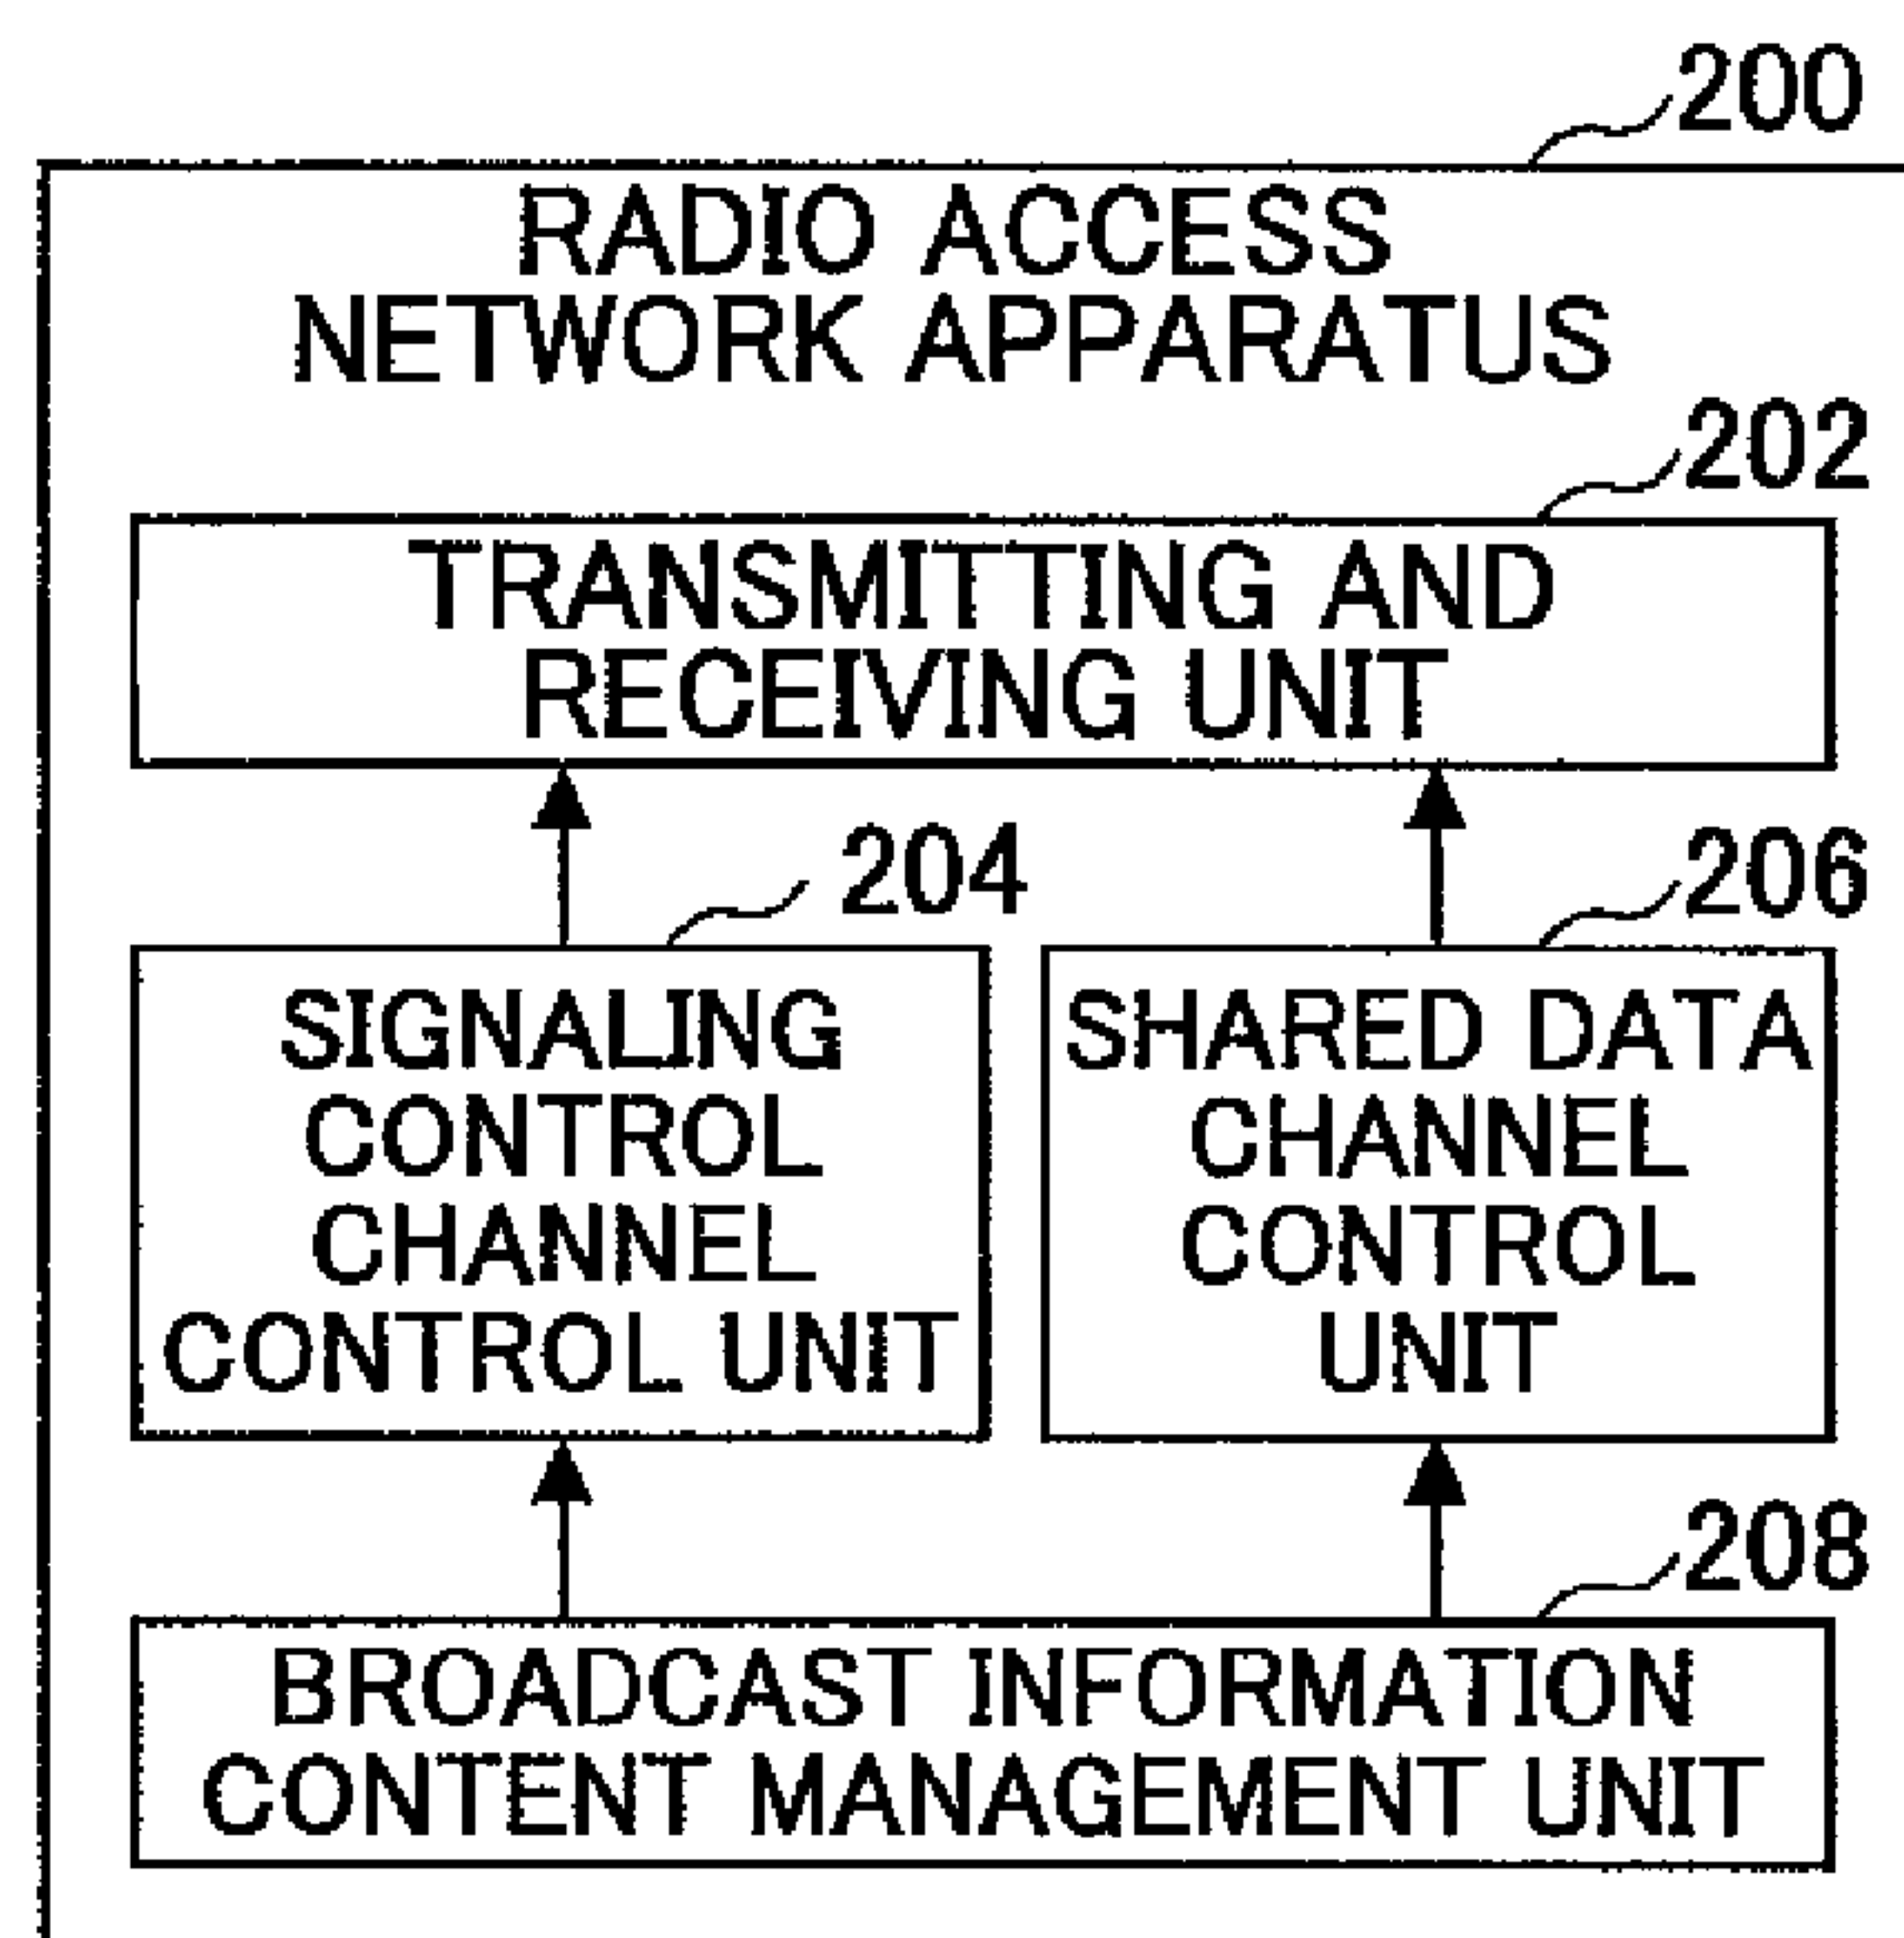 200
RADIO ACCESS
NETWORK APPARATUS
202
TRANSMITTING AND
RECEIVING UNIT
204
SIGNALING
CONTROL
CHANNEL
CONTROL UNIT
206
SHARED DATA
CHANNEL
CONTROL
UNIT
208
BROADCAST INFORMATION
CONTENT MANAGEMENT UNIT